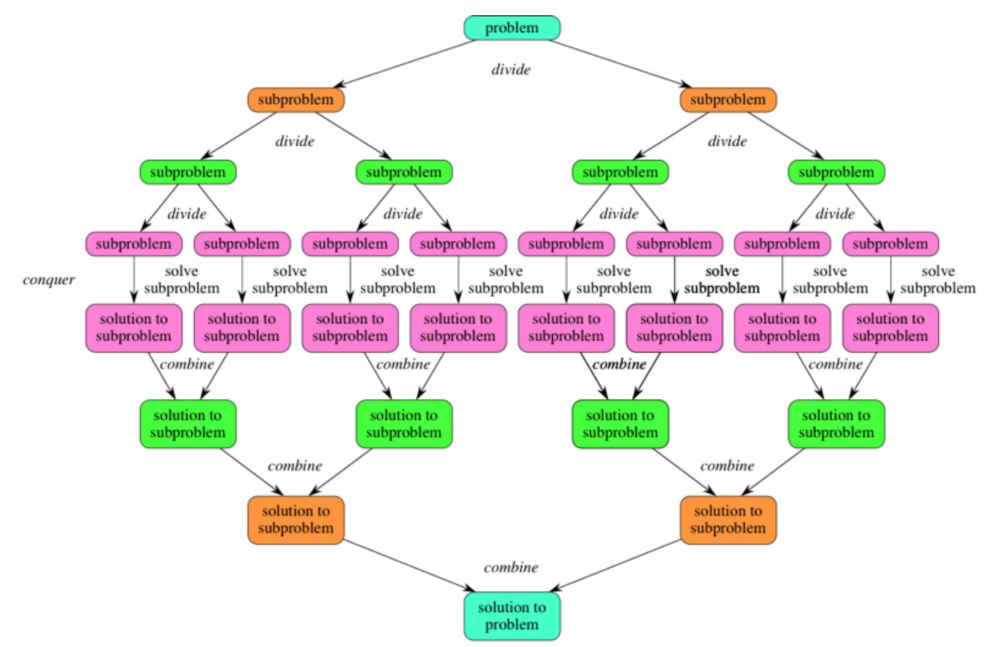 problem
divide
subproblem
subproblem
divide
divide
subproblem
subproblem
subproblem
subproblem
divide
divide
divide
divide
subproblem
subproblem
subproblem
subproblem
subproblem
subproblem
subproblem
subproblem
conquer
solve
subproblem
solve
subproblem
solve
subproblem
solve
subproblem
solve
subproblem
solve
subproblem
solve
subproblem
solve
subproblem
solution to
subproblem
solution to
subproblem
solution to
subproblem
solution to
subproblem
solution to
subproblem
solution to
subproblem
solution to
subproblem
solution to
subproblem
combine
combine
combine
combine
solution to
subproblem
solution to
subproblem
solution to
subproblem
solution to
subproblem
combine
combine
solution to
subproblem
solution to
subproblem
combine
solution to
problem